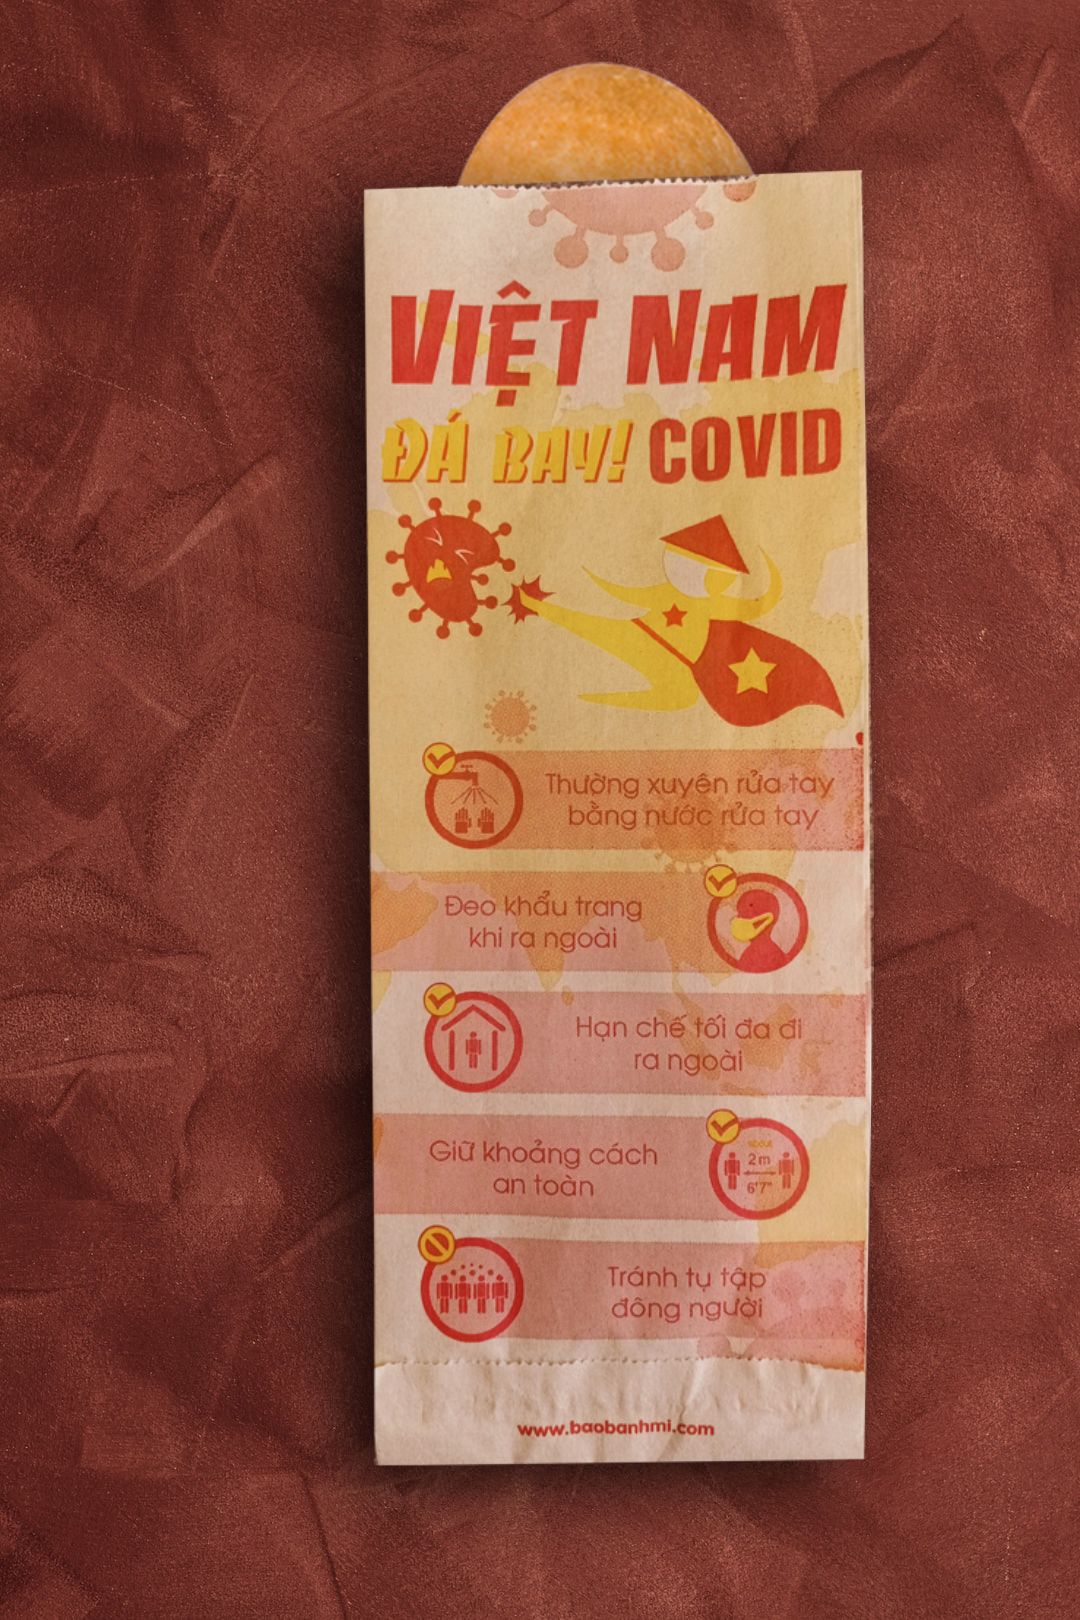 VIỆT NAM
ĐÁ BAY! COVID
Thường xuyên rửa tay
bằng nước rửa tay
Đeo khẩu trang
khi ra ngoài
Hạn chế tối đa đi
ra ngoài
Giữ khoảng cách
an toàn
about
2m
6'7"
Tránh tụ tập
đông người
www.baobanhmi.com